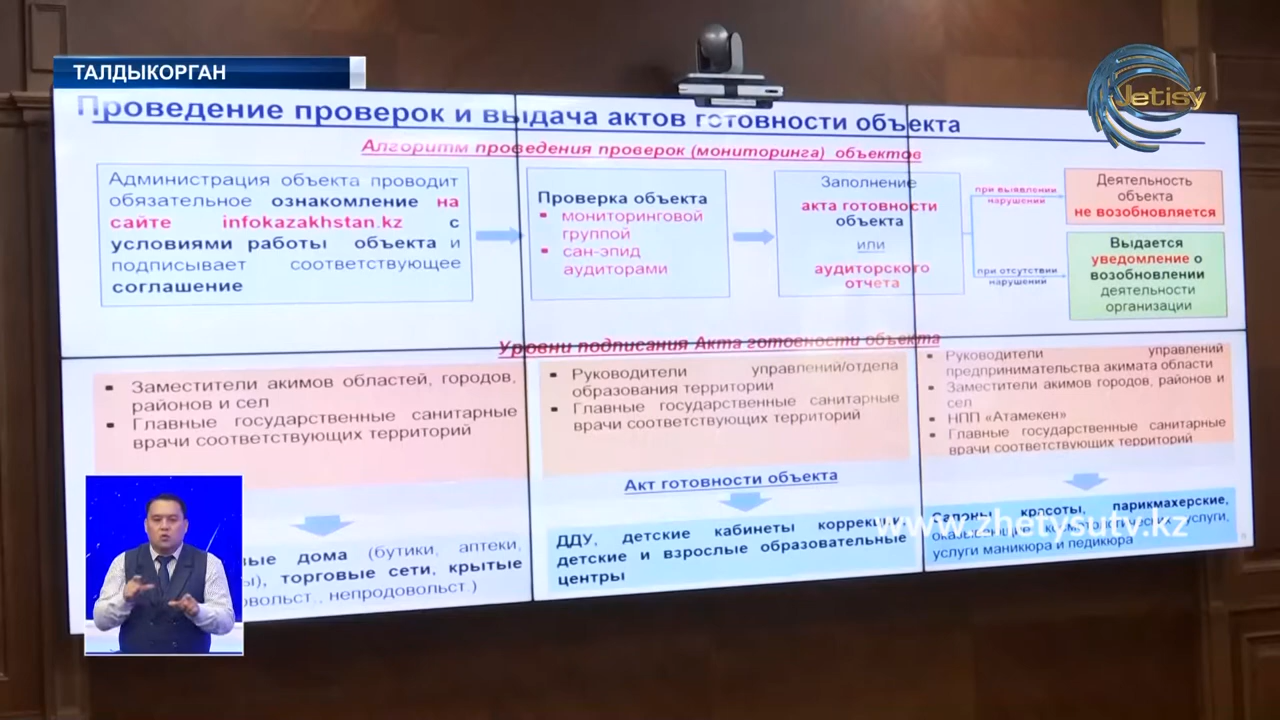 ТАЛДЫКОРГАН
Jetisý
Проведение проверок и выдача актов готовности объекта
Алгоритм проведения проверок (мониторинга) объектов
Администрация объекта проводит
обязательное ознакомление на
сайте infokazakhstan.kz с
условиями работы объекта и
подписывает соответствующее
соглашение
Проверка объекта
▪ мониторинговой
группой
▪ сан-эпид
аудиторами
Заполнение
акта готовности
объекта
или
аудиторского
отчета
при выявлении
нарушений
при отсутствии
нарушений
Деятельность
объекта
не возобновляется
Выдается
уведомление о
возобновлении
деятельности
организации
Уровни подписания Акта готовности объекта
▪ Заместители акимов областей, городов,
районов и сел
▪ Главные государственные санитарные
врачи соответствующих территорий
▪ Руководители управлений/отдела
образования территории
▪ Главные государственные санитарные
врачи соответствующих территорий
▪ Руководители управлений
предпринимательства акимата области
▪ Заместители акимов городов, районов и
сел
▪ НПП «Атамекен»
▪ Главные государственные санитарные
врачи соответствующих территорий
Акт готовности объекта
дома (бутики, аптеки,
торговые сети, крытые
непродовольст.)
ДДУ, детские кабинеты коррекции,
детские и взрослые образовательные
центры
Салоны красоты, парикмахерские,
услуги,
услуги маникюра и педикюра
www.zhetysutv.kz